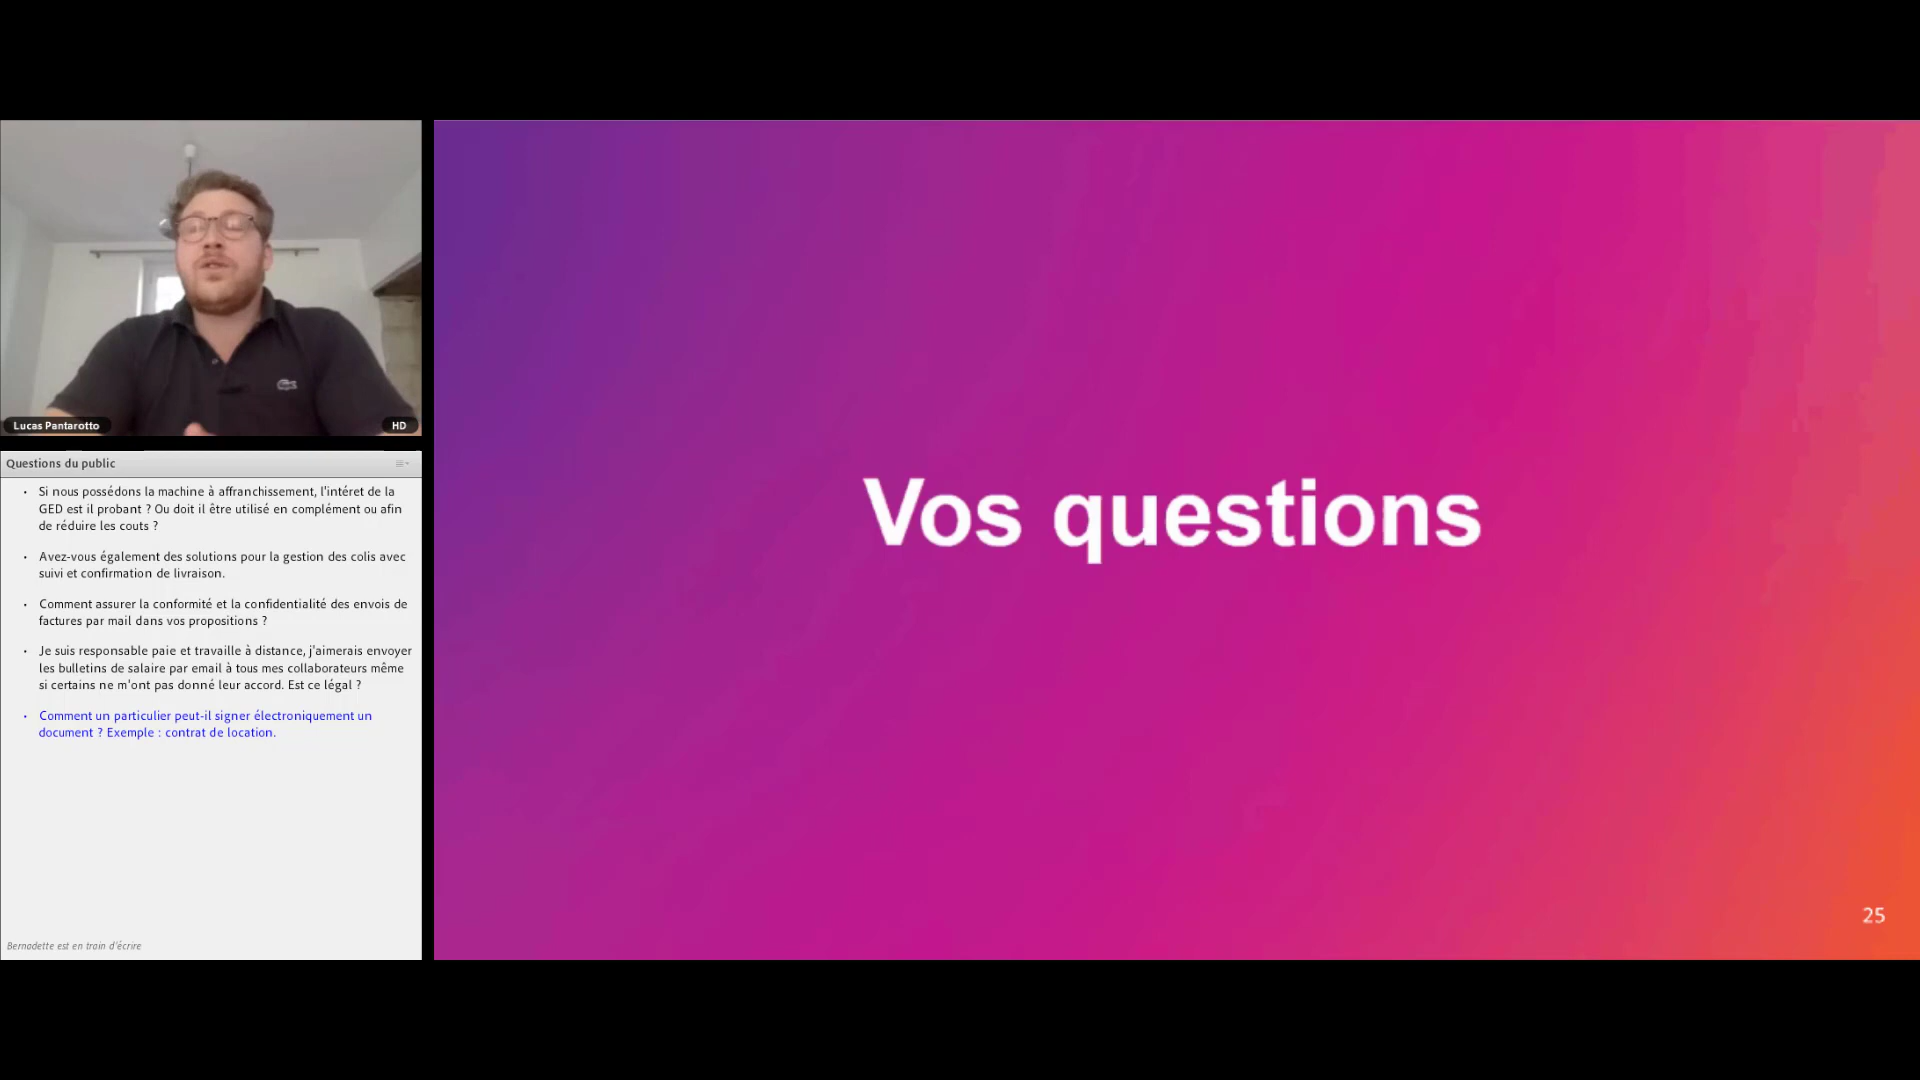 Lucas Pantarotto
HD
Questions du public
• Si nous possédons la machine à affranchissement, l'intéret de la
GED est il probant ? Ou doit il être utilisé en complément ou afin
de réduire les couts ?
• Avez-vous également des solutions pour la gestion des colis avec
suivi et confirmation de livraison.
• Comment assurer la conformité et la confidentialité des envois de
factures par mail dans vos propositions ?
• Je suis responsable paie et travaille à distance, j'aimerais envoyer
les bulletins de salaire par email à tous mes collaborateurs même
si certains ne m'ont pas donné leur accord. Est ce légal ?
• Comment un particulier peut-il signer électroniquement un
document ? Exemple : contrat de location.
Bernadette est en train d'écrire
Vos questions
25